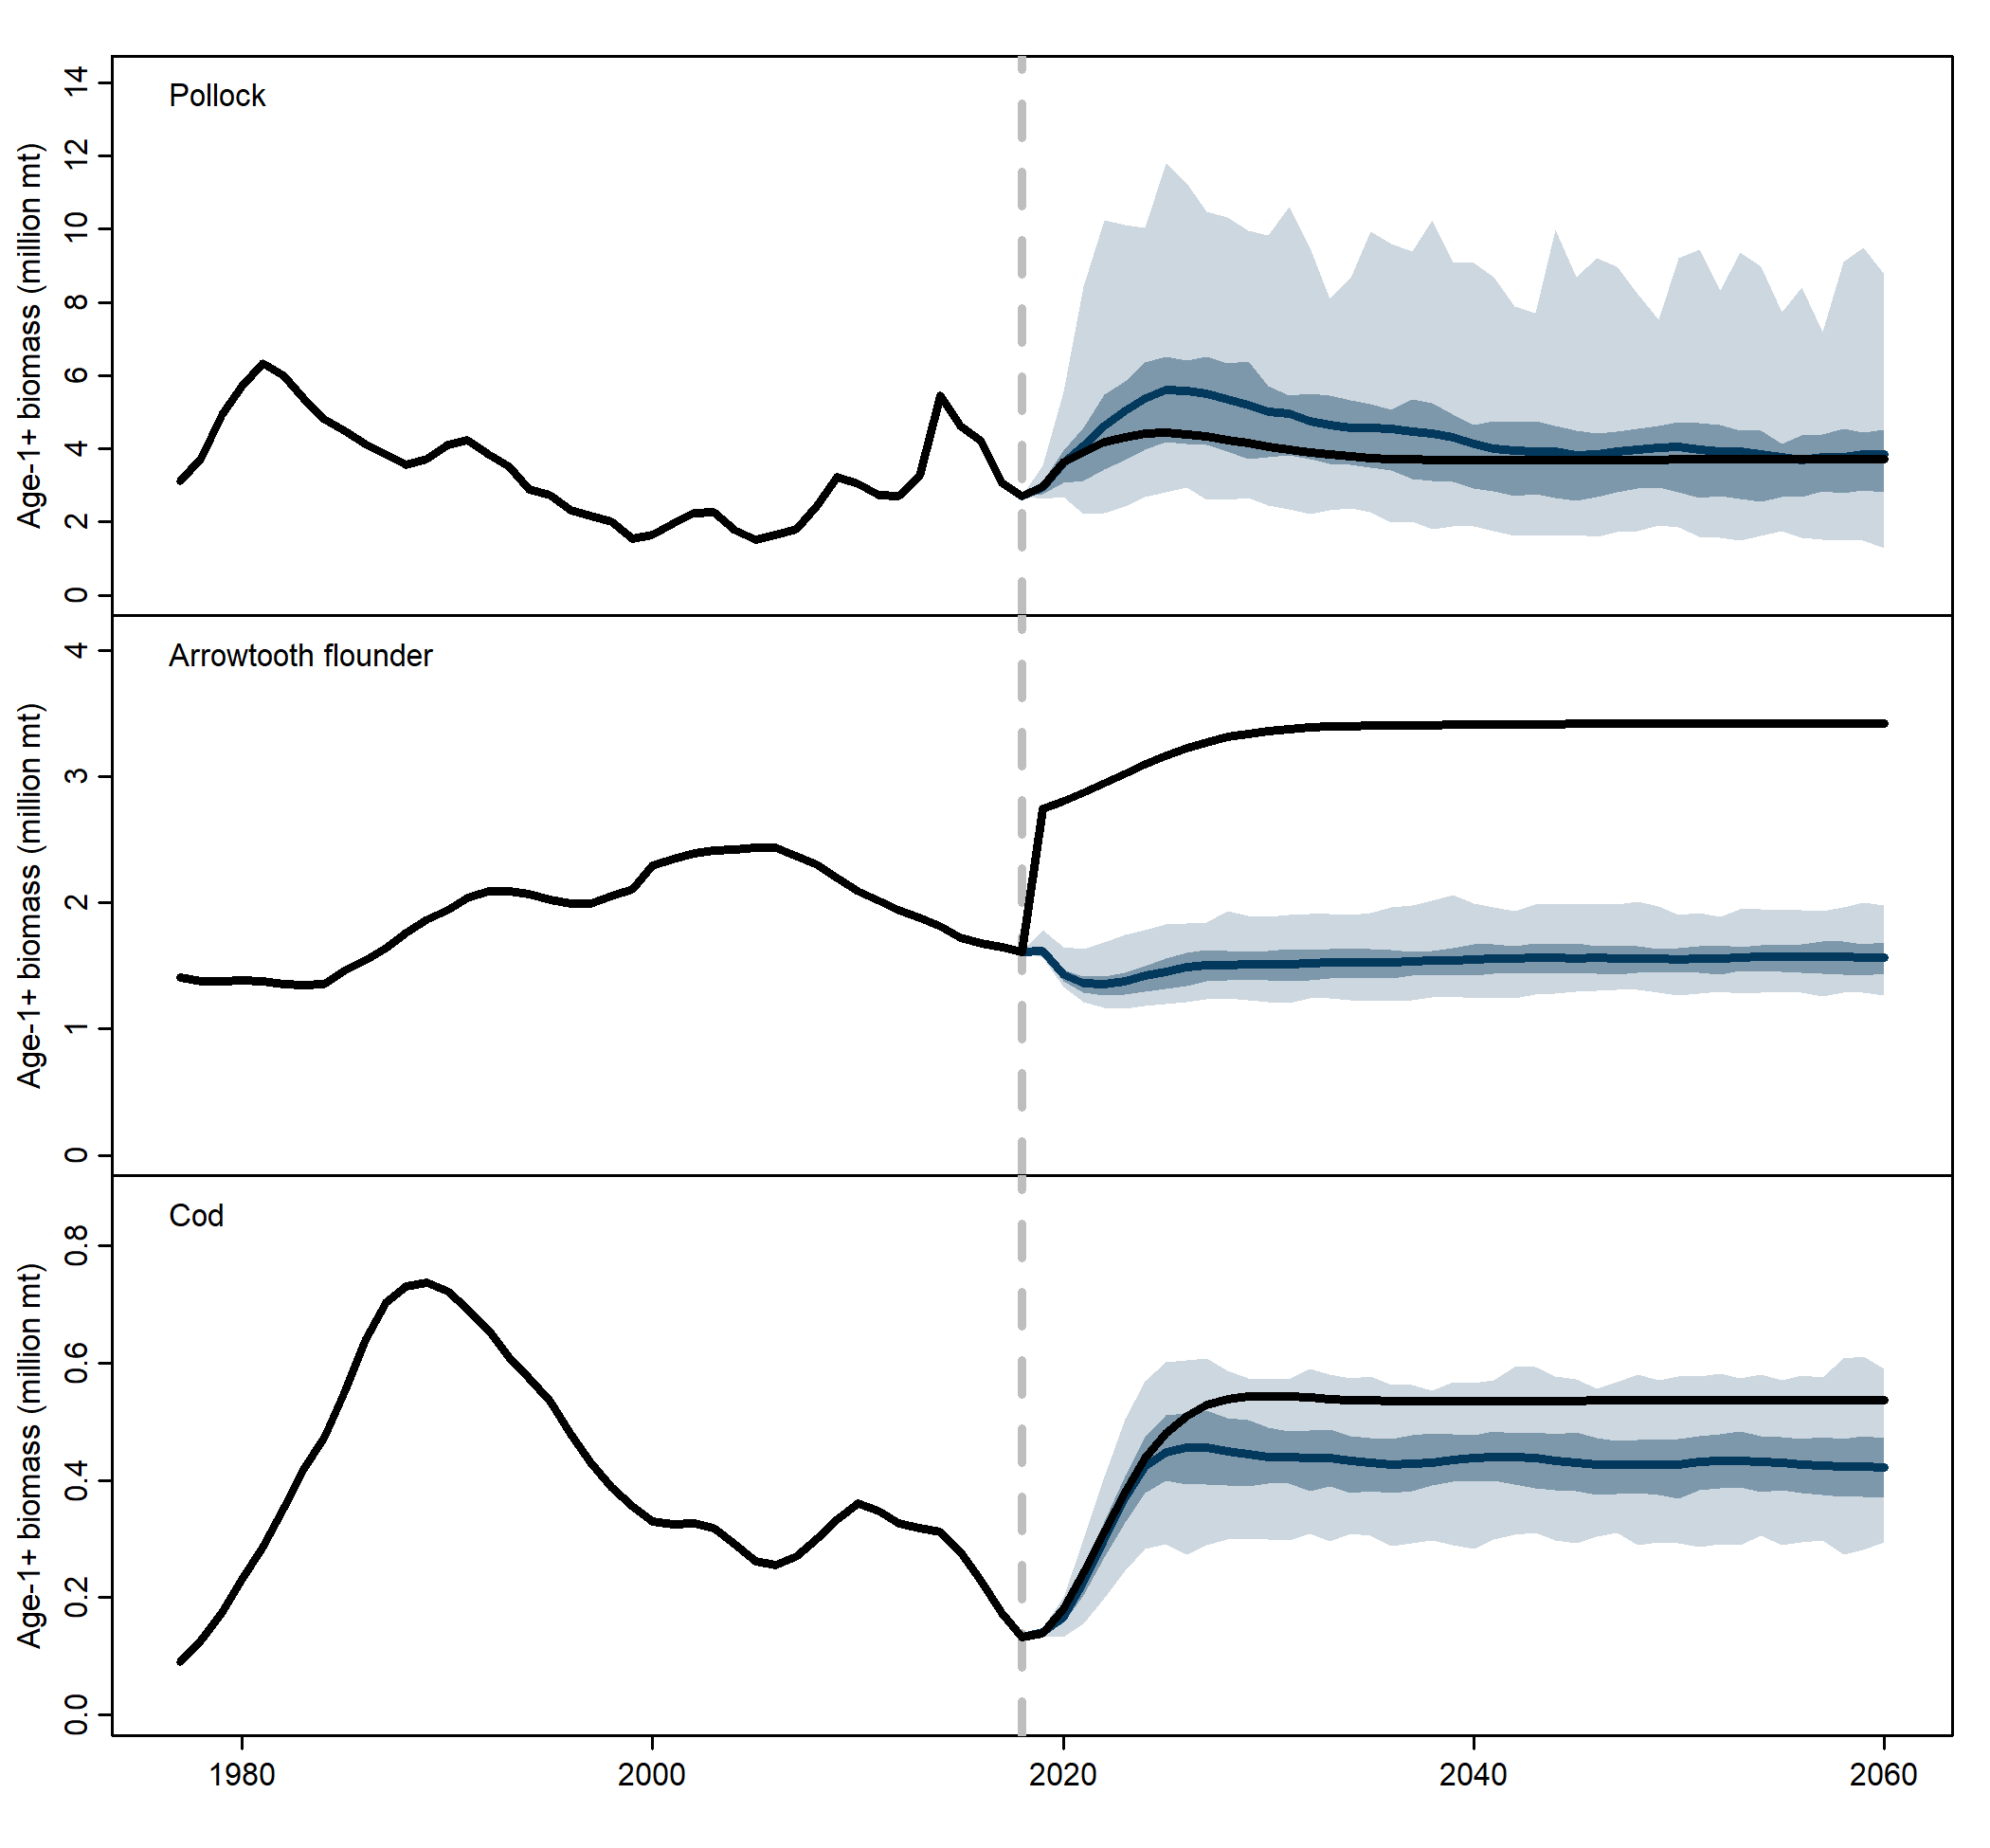 Pollock
Age-1+ biomass (million mt)
14
12
10
8
6
4
2
0
Arrowtooth flounder
Age-1+ biomass (million mt)
4
3
2
1
0
Cod
Age-1+ biomass (million mt)
0.8
0.6
0.4
0.2
0.0
1980 2000 2020 2040 2060